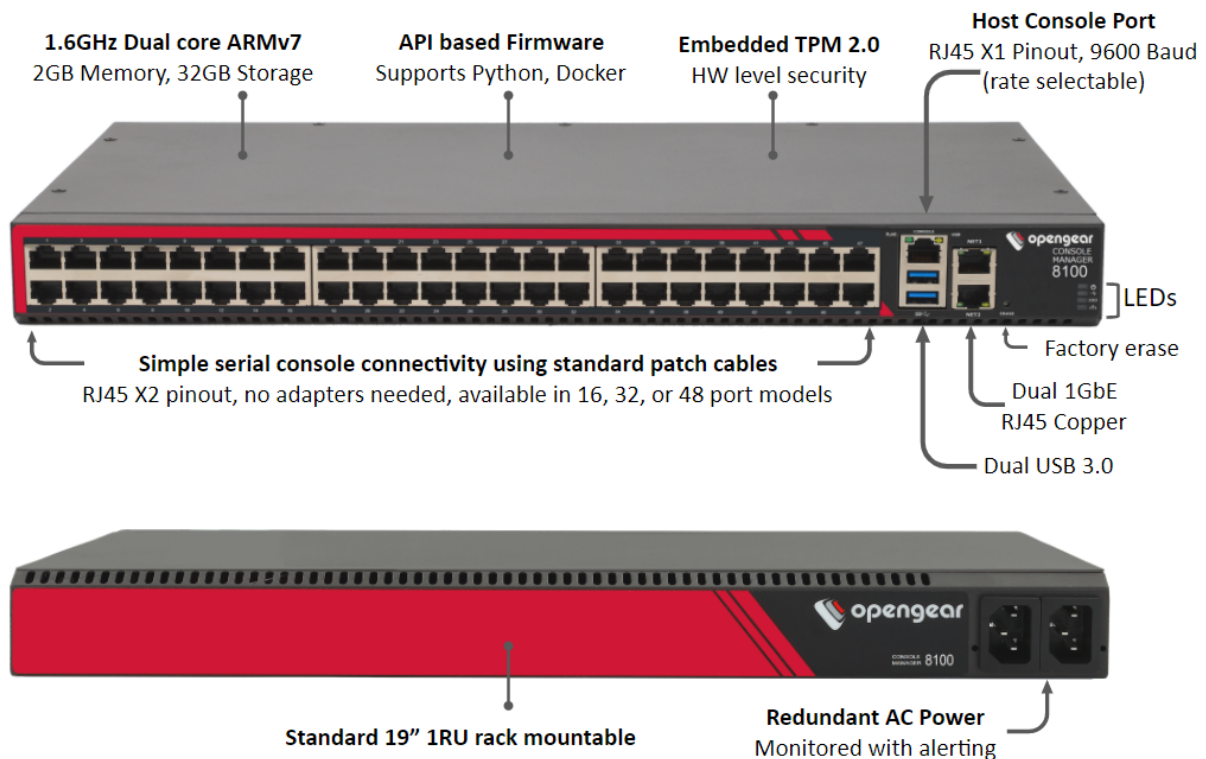 1.6GHz Dual core ARMv7
2GB Memory, 32GB Storage
API based Firmware
Supports Python, Docker
Embedded TPM 2.0
HW level security
Host Console Port
RJ45 X1 Pinout, 9600 Baud
(rate selectable)
CONSOLE
NET1
opengear
CONSOLE
MANAGER
8100
NET2
LEDs
Factory erase
Simple serial console connectivity using standard patch cables
RJ45 X2 pinout, no adapters needed, available in 16, 32, or 48 port models
Dual 1GbE
RJ45 Copper
Dual USB 3.0
opengear
CONSOLE
MANAGER 8100
Standard 19” 1RU rack mountable
Redundant AC Power
Monitored with alerting